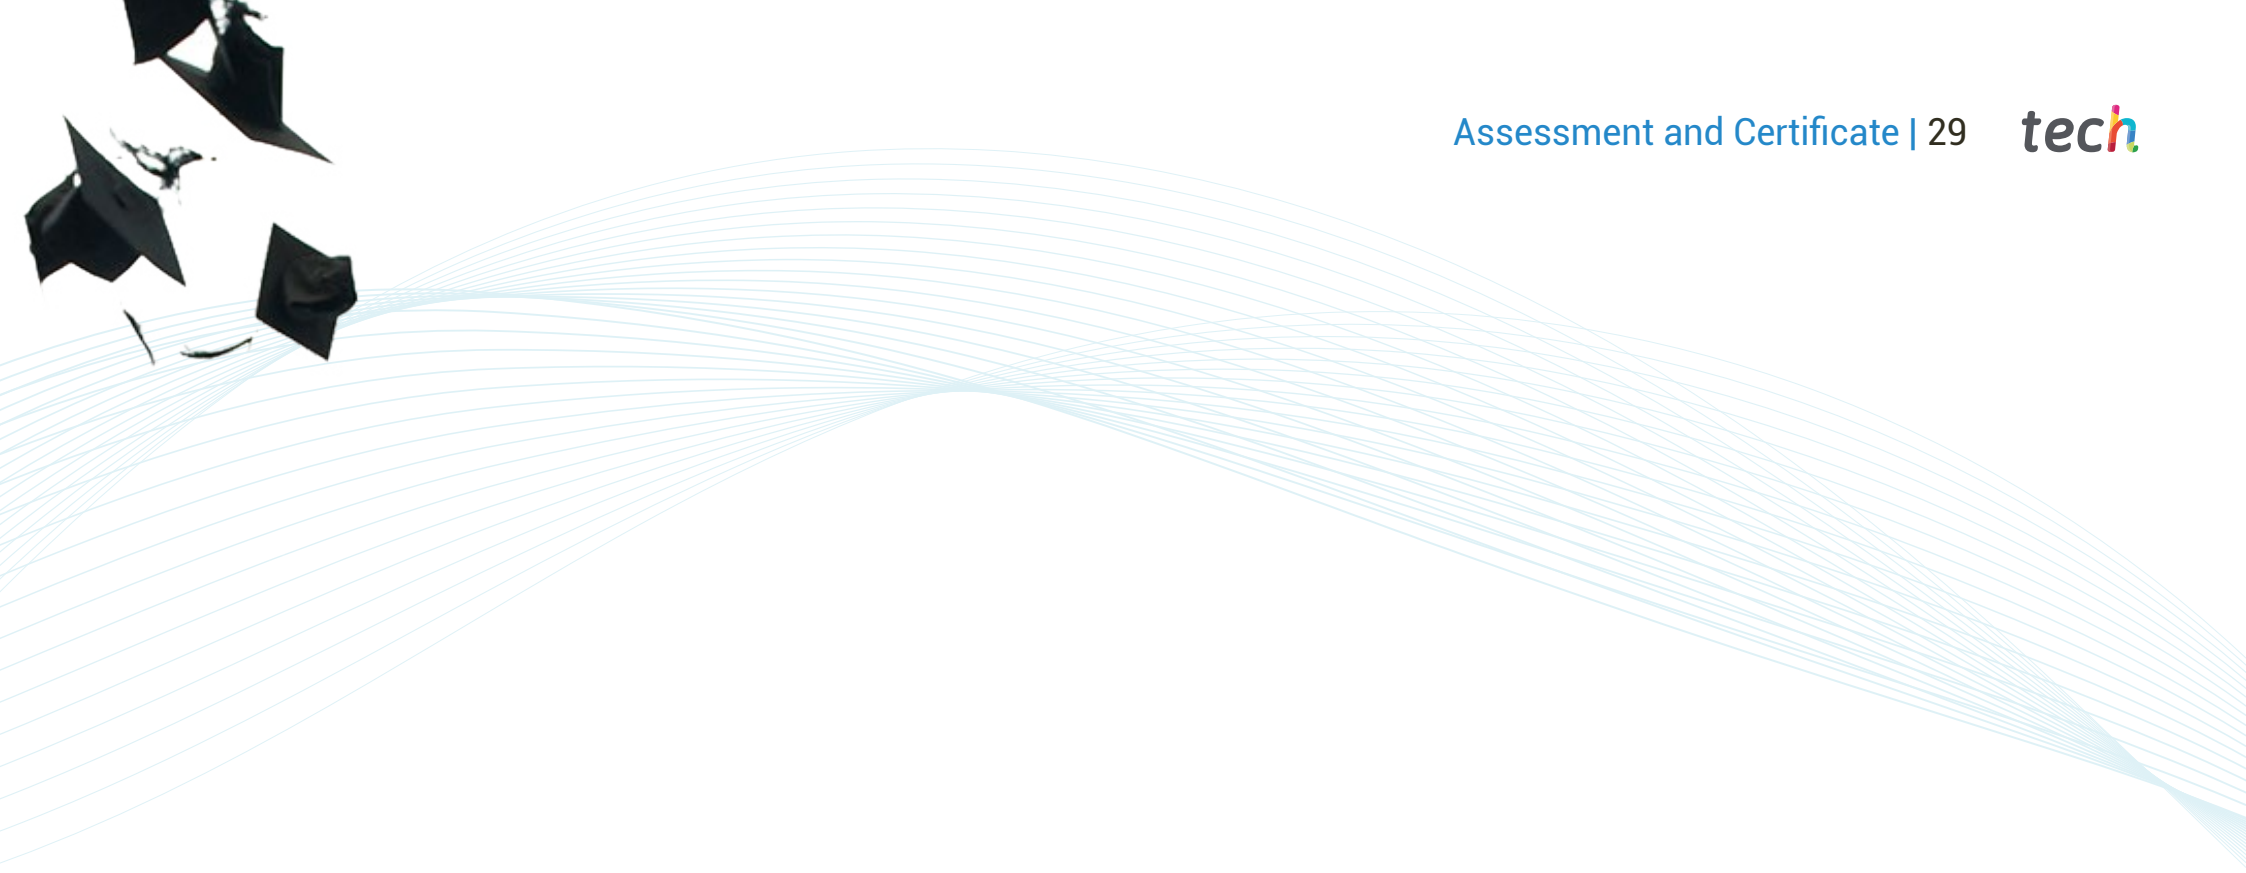 Assessment and Certificate | 29 tech